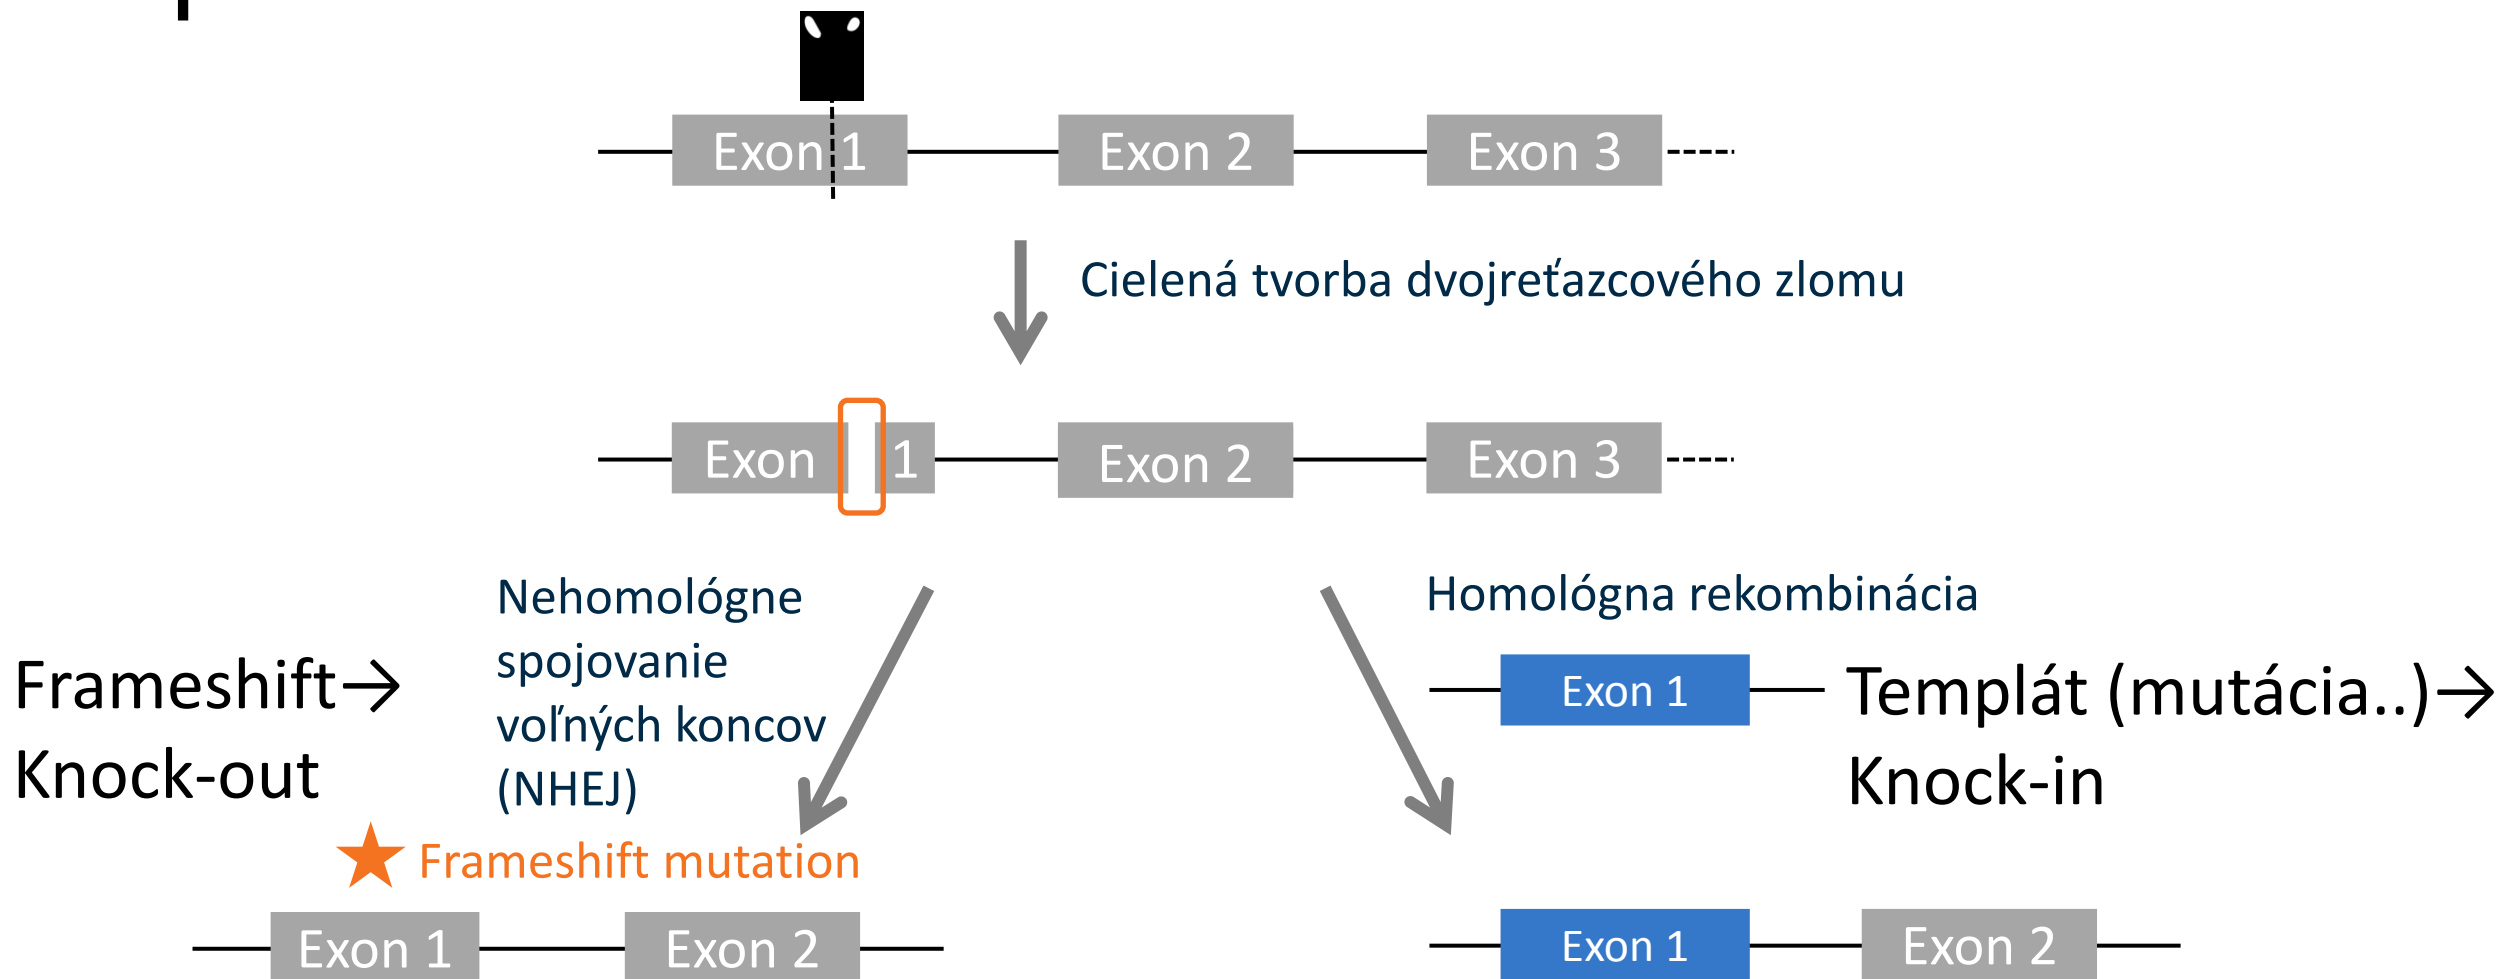 Exon 1
Exon 2
Exon 3
Cielená tvorba dvojreťázcového zlomu
Exon 1
Exon 2
Exon 3
Nehomológne
spojovanie
voľných koncov
(NHEJ)
Homológna rekombinácia
Frameshift→
Knock-out
Exon 1
Templát (mutácia..)→
Knock-in
Frameshift mutation
Exon 1
Exon 2
Exon 1
Exon 2